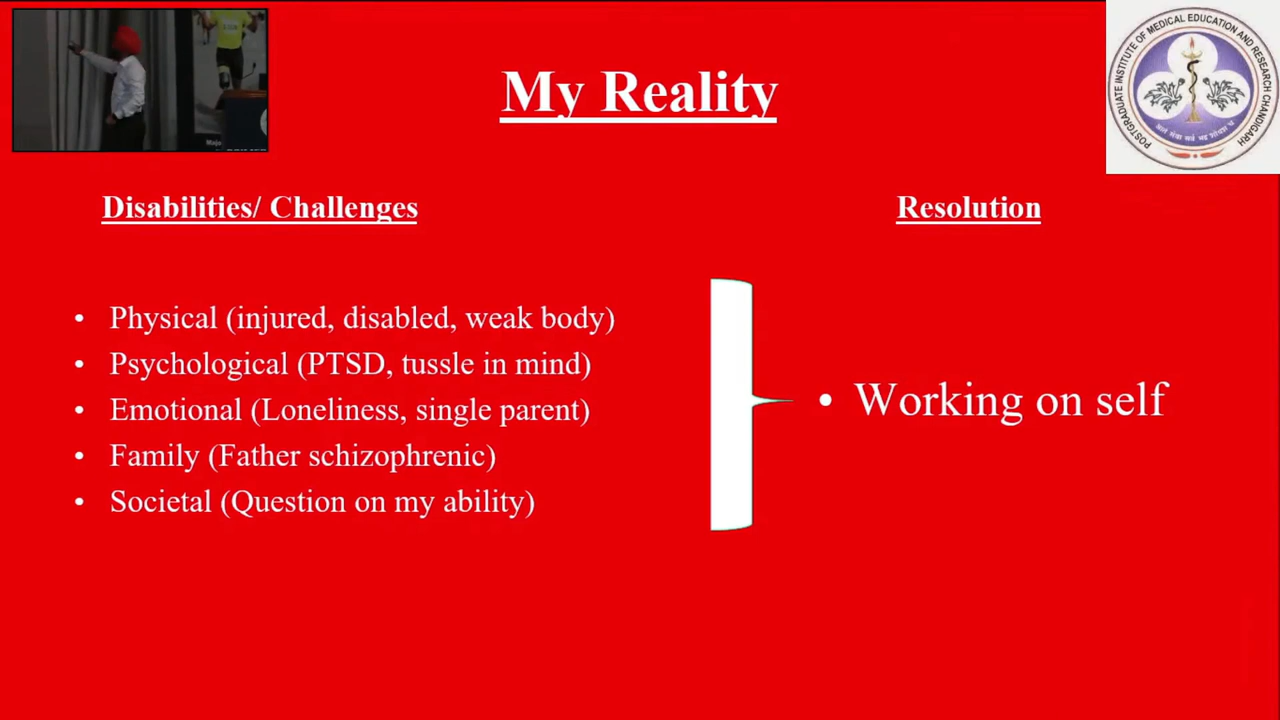 My Reality
POSTGRADUATE INSTITUTE OF MEDICAL EDUCATION AND RESEARCH CHANDIGARH
Disabilities/ Challenges
Resolution
• Physical (injured, disabled, weak body)
• Psychological (PTSD, tussle in mind)
• Emotional (Loneliness, single parent)
• Family (Father schizophrenic)
• Societal (Question on my ability)
• Working on self